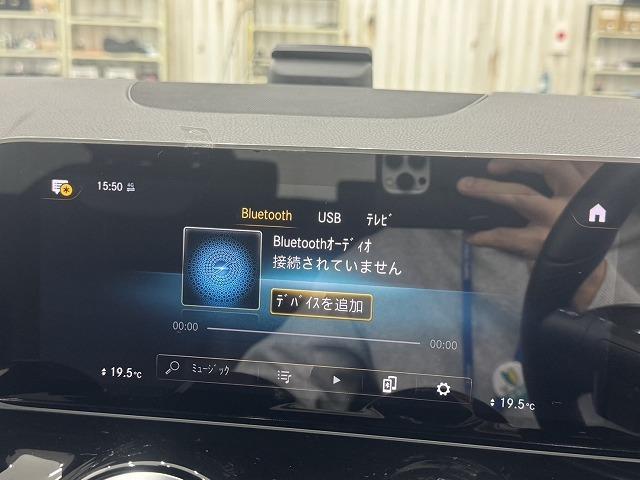 15:50 4G
Bluetooth USB ﾃﾚﾋﾞ
Bluetoothｵｰﾃﾞｨｵ
接続されていません
ﾃﾞﾊﾞｲｽを追加
00:00 00:00
ﾐｭｰｼﾞｯｸ
19.5℃ 19.5℃